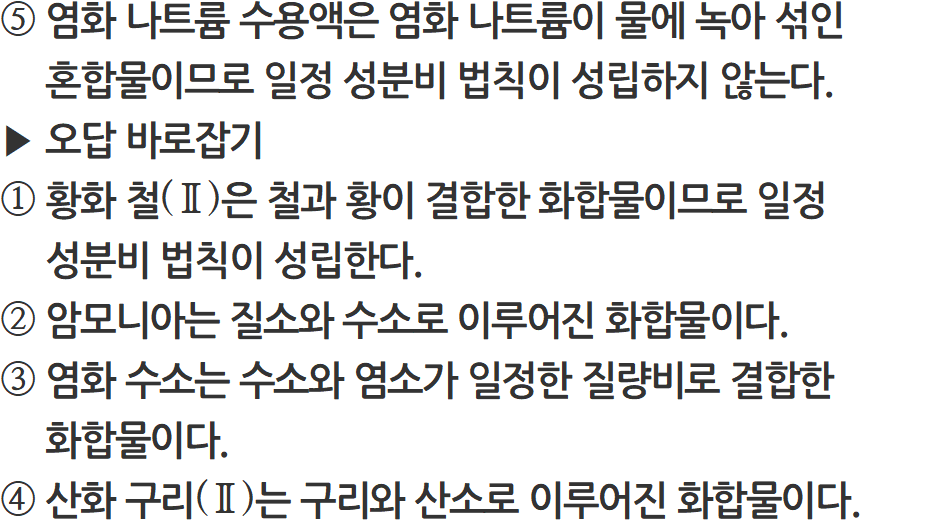 ⑤ 염화 나트륨 수용액은 염화 나트륨이 물에 녹아 섞인
혼합물이므로 일정 성분비 법칙이 성립하지 않는다.
▶ 오답 바로잡기
① 황화 철(Ⅱ)은 철과 황이 결합한 화합물이므로 일정
성분비 법칙이 성립한다.
② 암모니아는 질소와 수소로 이루어진 화합물이다.
③ 염화 수소는 수소와 염소가 일정한 질량비로 결합한
화합물이다.
④ 산화 구리(Ⅱ)는 구리와 산소로 이루어진 화합물이다.